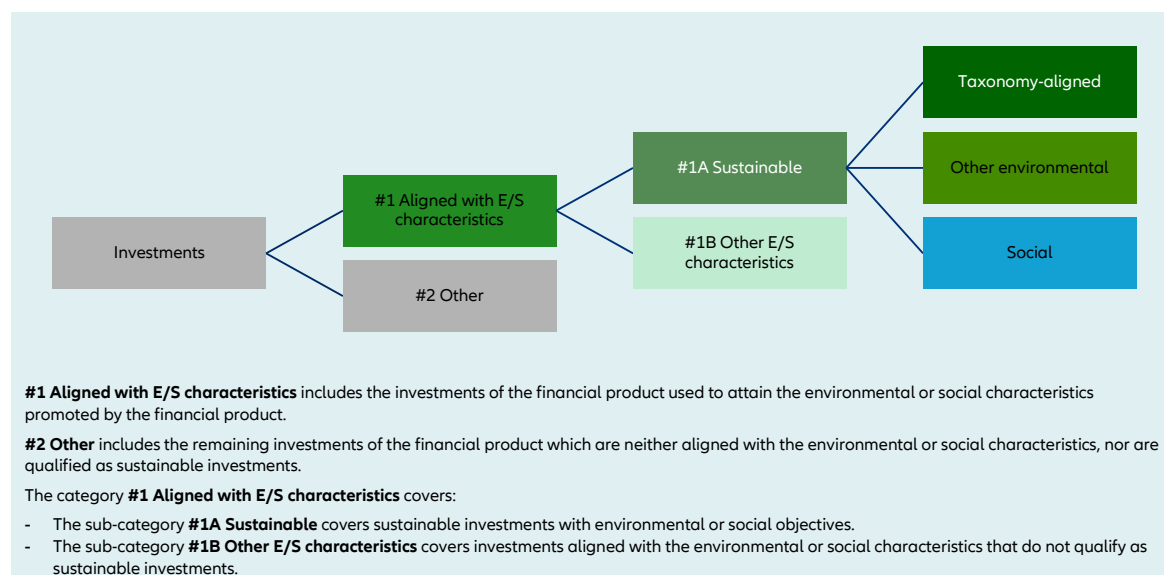 Taxonomy-aligned
#1A Sustainable
Other environmental
#1 Aligned with E/S
characteristics
Investments
#1B Other E/S
characteristics
Social
#2 Other
#1 Aligned with E/S characteristics includes the investments of the financial product used to attain the environmental or social characteristics
promoted by the financial product.
#2 Other includes the remaining investments of the financial product which are neither aligned with the environmental or social characteristics, nor are
qualified as sustainable investments.
The category #1 Aligned with E/S characteristics covers:
- The sub-category #1A Sustainable covers sustainable investments with environmental or social objectives.
- The sub-category #1B Other E/S characteristics covers investments aligned with the environmental or social characteristics that do not qualify as
sustainable investments.